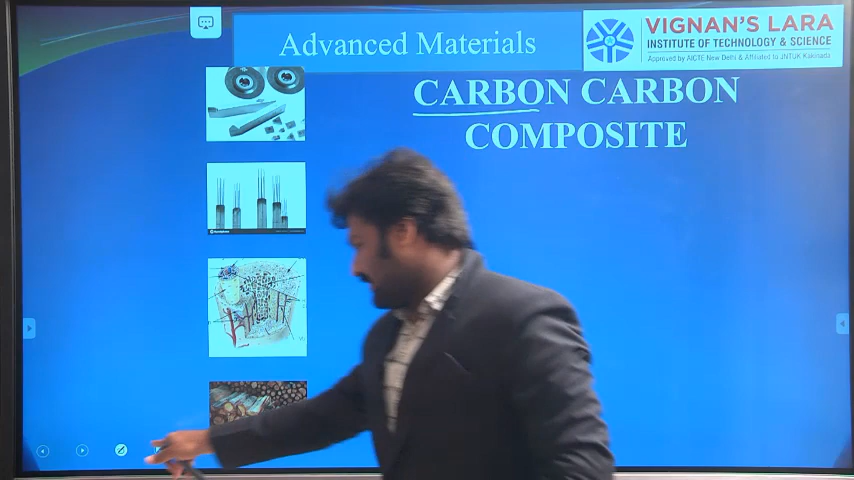 Advanced Materials
VIGNAN'S LARA
INSTITUTE OF TECHNOLOGY & SCIENCE
Approved by AICTE New Delhi & Affiliated to JNTUK Kakinada
CARBON CARBON
COMPOSITE